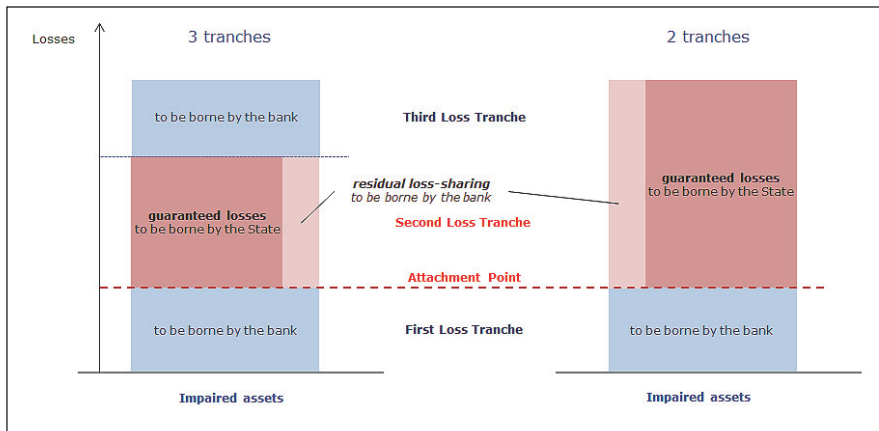 3 tranches
2 tranches
Losses
to be borne by the bank
Third Loss Tranche
residual loss-sharing
to be borne by the bank
guaranteed losses
to be borne by the State
guaranteed losses
to be borne by the State
Second Loss Tranche
Attachment Point
to be borne by the bank
First Loss Tranche
to be borne by the bank
Impaired assets
Impaired assets